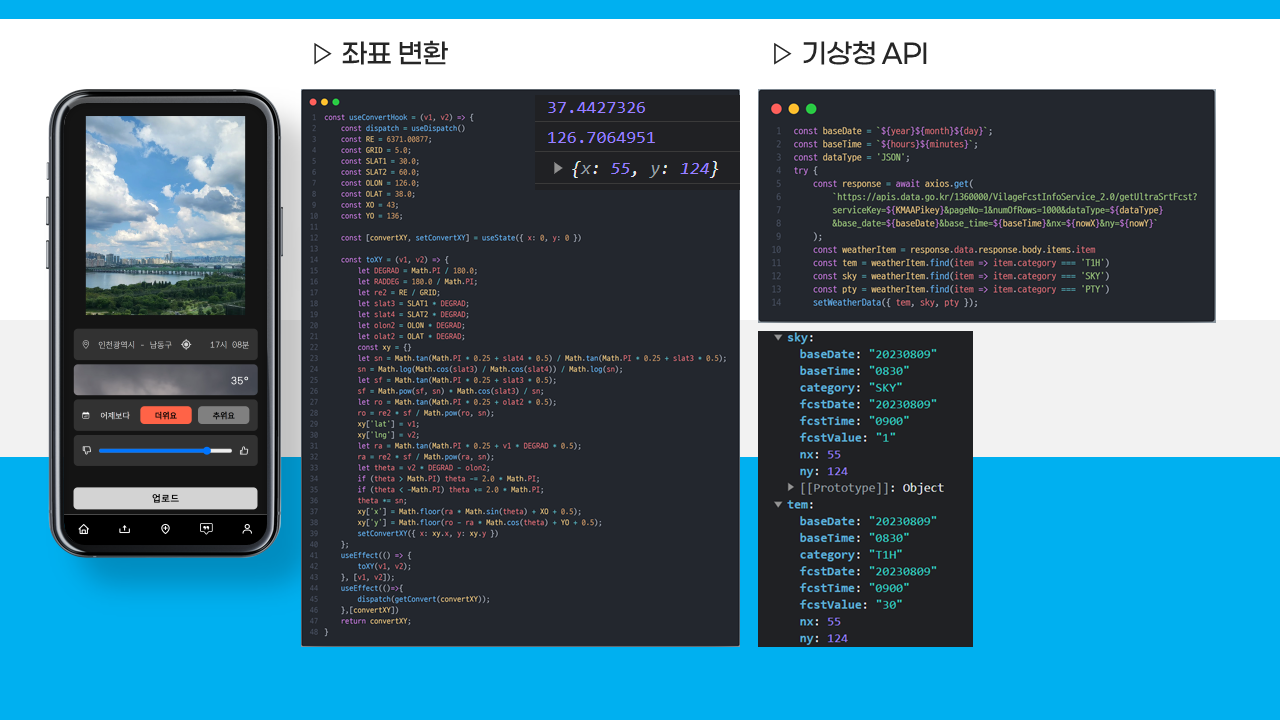 ▷ 좌표 변환
▷ 기상청 API
인천광역시 - 남동구
17시 08분
35°
어제보다
더워요
추워요
업로드
37.4427326
126.7064951
▶ {x: 55, y: 124}
1 const useConvertHook = (v1, v2) => {
2 const dispatch = useDispatch()
3 const RE = 6371.00877;
4 const GRID = 5.0;
5 const SLAT1 = 30.0;
6 const SLAT2 = 60.0;
7 const OLON = 126.0;
8 const OLAT = 38.0;
9 const XO = 43;
10 const YO = 136;
11
12 const [convertXY, setConvertXY] = useState({ x: 0, y: 0 })
13
14 const toXY = (v1, v2) => {
15 let DEGRAD = Math.PI / 180.0;
16 let RADDEG = 180.0 / Math.PI;
17 let re2 = RE / GRID;
18 let slat3 = SLAT1 * DEGRAD;
19 let slat4 = SLAT2 * DEGRAD;
20 let olon2 = OLON * DEGRAD;
21 let olat2 = OLAT * DEGRAD;
22 const xy = {}
23 let sn = Math.tan(Math.PI * 0.25 + slat4 * 0.5) / Math.tan(Math.PI * 0.25 + slat3 * 0.5);
24 sn = Math.log(Math.cos(slat3) / Math.cos(slat4)) / Math.log(sn);
25 let sf = Math.tan(Math.PI * 0.25 + slat3 * 0.5);
26 sf = Math.pow(sf, sn) * Math.cos(slat3) / sn;
27 let ro = Math.tan(Math.PI * 0.25 + olat2 * 0.5);
28 ro = re2 * sf / Math.pow(ro, sn);
29 xy['lat'] = v1;
30 xy['lng'] = v2;
31 let ra = Math.tan(Math.PI * 0.25 + v1 * DEGRAD * 0.5);
32 ra = re2 * sf / Math.pow(ra, sn);
33 let theta = v2 * DEGRAD - olon2;
34 if (theta > Math.PI) theta -= 2.0 * Math.PI;
35 if (theta < -Math.PI) theta += 2.0 * Math.PI;
36 theta *= sn;
37 xy['x'] = Math.floor(ra * Math.sin(theta) + XO + 0.5);
38 xy['y'] = Math.floor(ro - ra * Math.cos(theta) + YO + 0.5);
39 setConvertXY({ x: xy.x, y: xy.y })
40 };
41 useEffect(() => {
42 toXY(v1, v2);
43 }, [v1, v2]);
44 useEffect(()=>{
45 dispatch(getConvert(convertXY));
46 },[convertXY])
47 return convertXY;
48 }
1 const baseDate = `${year}${month}${day}`;
2 const baseTime = `${hours}${minutes}`;
3 const dataType = 'JSON';
4 try {
5 const response = await axios.get(
6 `https://apis.data.go.kr/1360000/VilageFcstInfoService_2.0/getUltraSrtFcst?
7 serviceKey=${KMAAPikey}&pageNo=1&numOfRows=1000&dataType=${dataType}
8 &base_date=${baseDate}&base_time=${baseTime}&nx=${nowX}&ny=${nowY}`
9 );
10 const weatherItem = response.data.response.body.items.item
11 const tem = weatherItem.find(item => item.category === 'T1H')
12 const sky = weatherItem.find(item => item.category === 'SKY')
13 const pty = weatherItem.find(item => item.category === 'PTY')
14 setWeatherData({ tem, sky, pty });
▼ sky:
baseDate: "20230809"
baseTime: "0830"
category: "SKY"
fcstDate: "20230809"
fcstTime: "0900"
fcstValue: "1"
nx: 55
ny: 124
▶ [[Prototype]]: Object
▼ tem:
baseDate: "20230809"
baseTime: "0830"
category: "T1H"
fcstDate: "20230809"
fcstTime: "0900"
fcstValue: "30"
nx: 55
ny: 124